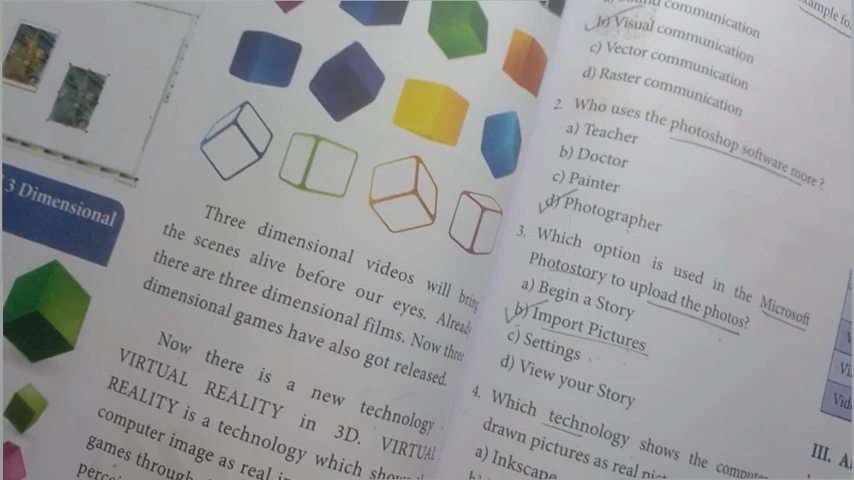 3 Dimensional
Three dimensional videos will bring
the scenes alive before our eyes. Already
there are three dimensional films. Now three
dimensional games have also got released.
Now there is a new technology
VIRTUAL REALITY in 3D. VIRTUAL
REALITY is a technology which
computer image as real
games through
communication
b) Visual communication
c) Vector communication
d) Raster communication
2. Who uses the photoshop software more ?
a) Teacher
b) Doctor
c) Painter
d) Photographer
3. Which option is used in the Microsoft
Photostory to upload the photos?
a) Begin a Story
b) Import Pictures
c) Settings
d) View your Story
4. Which technology shows the computer
drawn pictures as real
a) Inkscape
III.